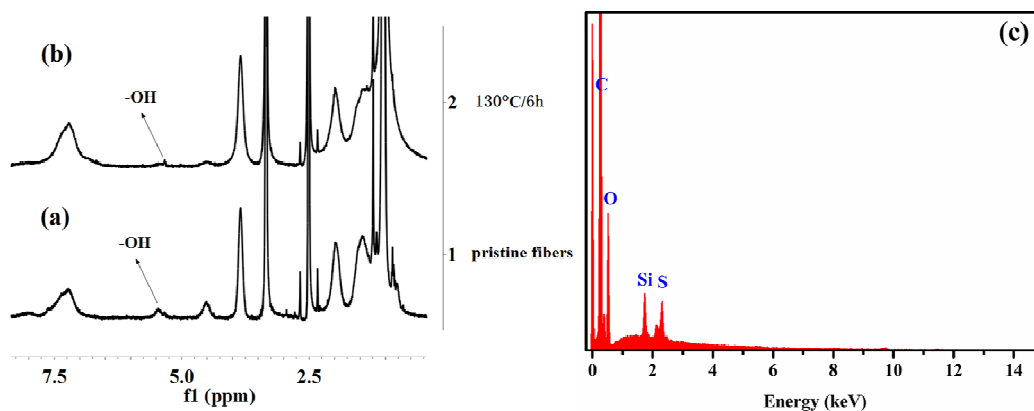 (b)
-OH
2
130°C/6h
(a)
-OH
1
pristine fibers
7.5
5.0
2.5
f1 (ppm)
(c)
C
O
Si
S
0
2
4
6
8
10
12
14
Energy (keV)